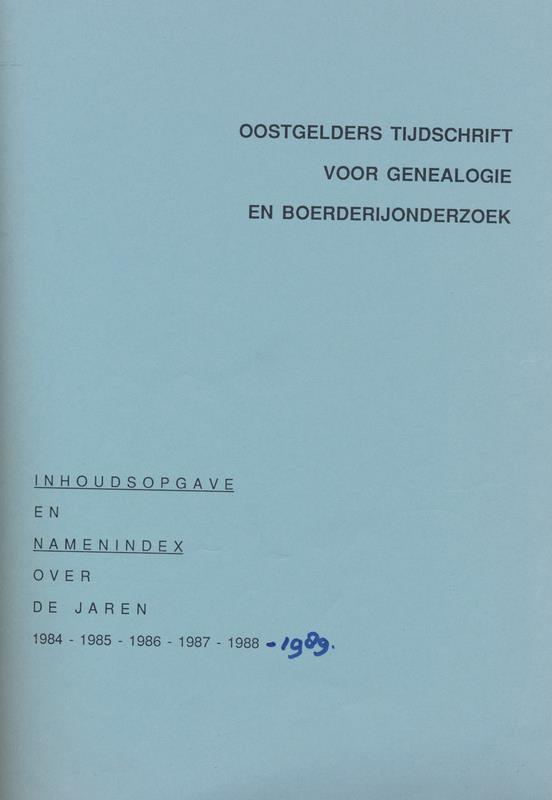 OOSTGELDERS TIJDSCHRIFT
VOOR GENEALOGIE
EN BOERDERIJONDERZOEK
INHOUDSOPGAVE
EN
NAMENINDEX
OVER
DE JAREN
1984 - 1985 - 1986 - 1987 - 1988 - 1989.